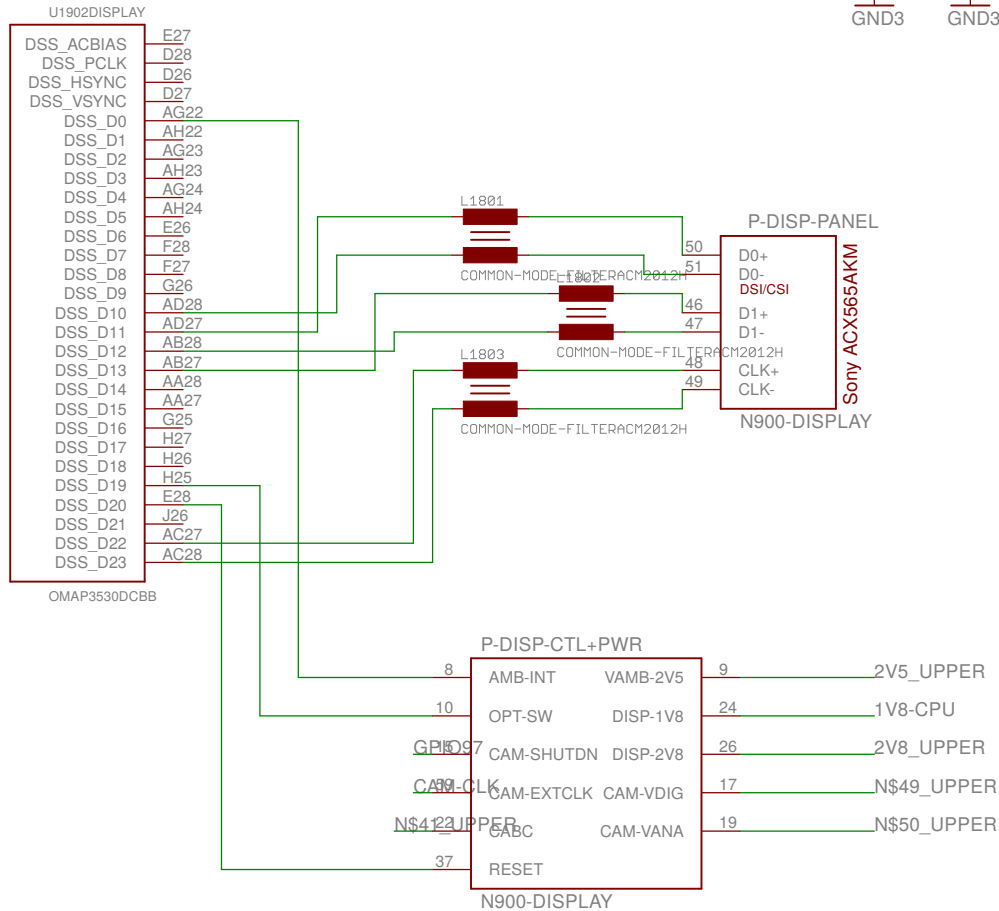 GND3 GND3
U1902DISPLAY
DSS_ACBIAS E27
DSS_PCLK D28
DSS_HSYNC D26
DSS_VSYNC D27
DSS_D0 AG22
DSS_D1 AH22
DSS_D2 AG23
DSS_D3 AH23
DSS_D4 AG24
DSS_D5 AH24
DSS_D6 E26
DSS_D7 F28
DSS_D8 F27
DSS_D9 G26
DSS_D10 AD28
DSS_D11 AD27
DSS_D12 AB28
DSS_D13 AB27
DSS_D14 AA28
DSS_D15 AA27
DSS_D16 G25
DSS_D17 H27
DSS_D18 H26
DSS_D19 H25
DSS_D20 E28
DSS_D21 J26
DSS_D22 AC27
DSS_D23 AC28
OMAP3530DCBB
L1801
COMMON-MODE-FILTERACM2012H
L1802
COMMON-MODE-FILTERACM2012H
L1803
COMMON-MODE-FILTERACM2012H
P-DISP-PANEL
50 D0+
51 D0-
DSI/CSI
46 D1+
47 D1-
48 CLK+
49 CLK-
Sony ACX565AKM
N900-DISPLAY
P-DISP-CTL+PWR
8 AMB-INT VAMB-2V5 9 2V5_UPPER
10 OPT-SW DISP-1V8 24 1V8-CPU
GPIO97 CAM-SHUTDN DISP-2V8 26 2V8_UPPER
CAM-CLK CAM-EXTCLK CAM-VDIG 17 N$49_UPPER
N$41_UPPER 22 CABC CAM-VANA 19 N$50_UPPER
37 RESET
N900-DISPLAY